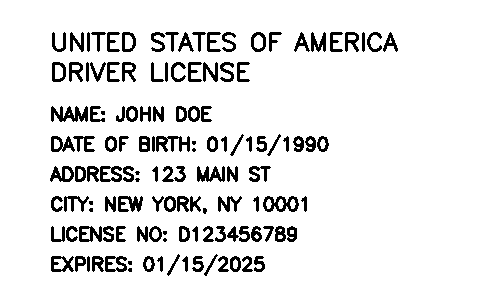 UNITED STATES OF AMERICA
DRIVER LICENSE
NAME: JOHN DOE
DATE OF BIRTH: 01/15/1990
ADDRESS: 123 MAIN ST
CITY: NEW YORK, NY 10001
LICENSE NO: D123456789
EXPIRES: 01/15/2025